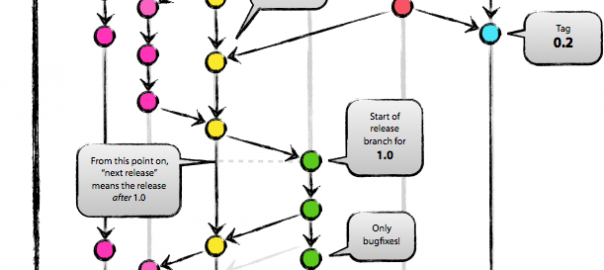 Tag
0.2
Start of
release
branch for
1.0
From this point on,
“next release”
means the release
after 1.0
Only
bugfixes!